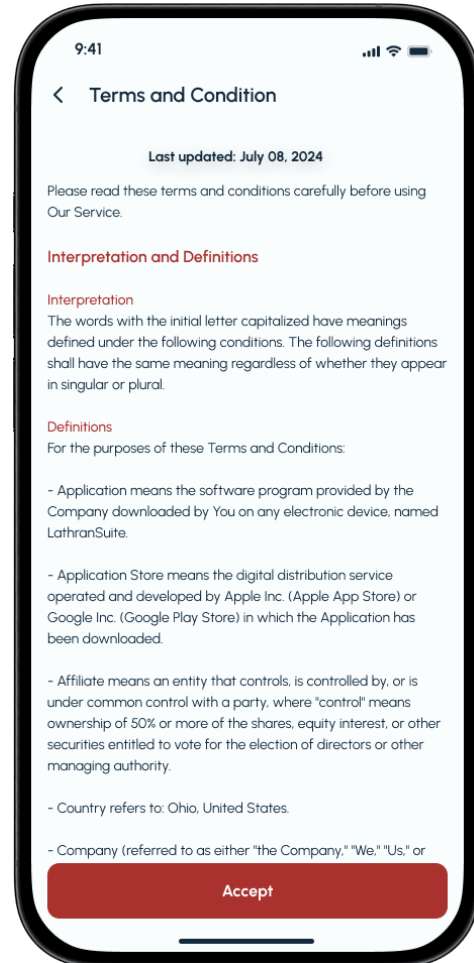 9:41
Terms and Condition
Last updated: July 08, 2024
Please read these terms and conditions carefully before using
Our Service.
Interpretation and Definitions
Interpretation
The words with the initial letter capitalized have meanings
defined under the following conditions. The following definitions
shall have the same meaning regardless of whether they appear
in singular or plural.
Definitions
For the purposes of these Terms and Conditions:
- Application means the software program provided by the
Company downloaded by You on any electronic device, named
LathranSuite.
- Application Store means the digital distribution service
operated and developed by Apple Inc. (Apple App Store) or
Google Inc. (Google Play Store) in which the Application has
been downloaded.
- Affiliate means an entity that controls, is controlled by, or is
under common control with a party, where "control" means
ownership of 50% or more of the shares, equity interest, or other
securities entitled to vote for the election of directors or other
managing authority.
- Country refers to: Ohio, United States.
- Company (referred to as either "the Company," "We," "Us," or
Accept